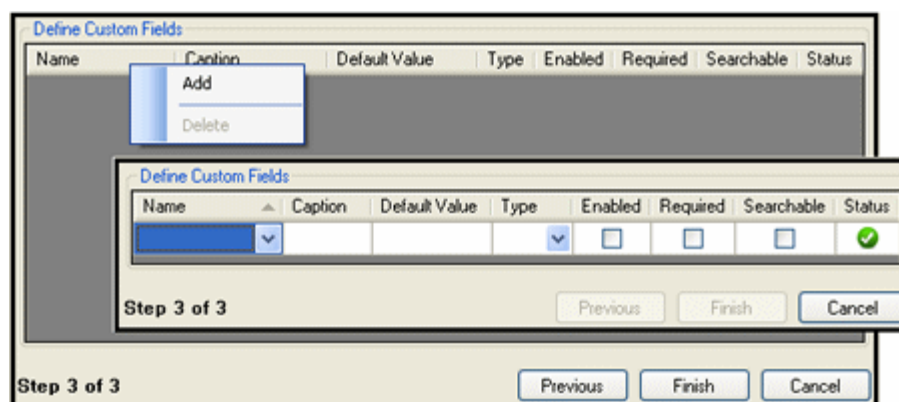 Define Custom Fields
Name Caption Default Value Type Enabled Required Searchable Status
Add
Delete
Define Custom Fields
Name Caption Default Value Type Enabled Required Searchable Status
Step 3 of 3 Previous Finish Cancel
Step 3 of 3 Previous Finish Cancel